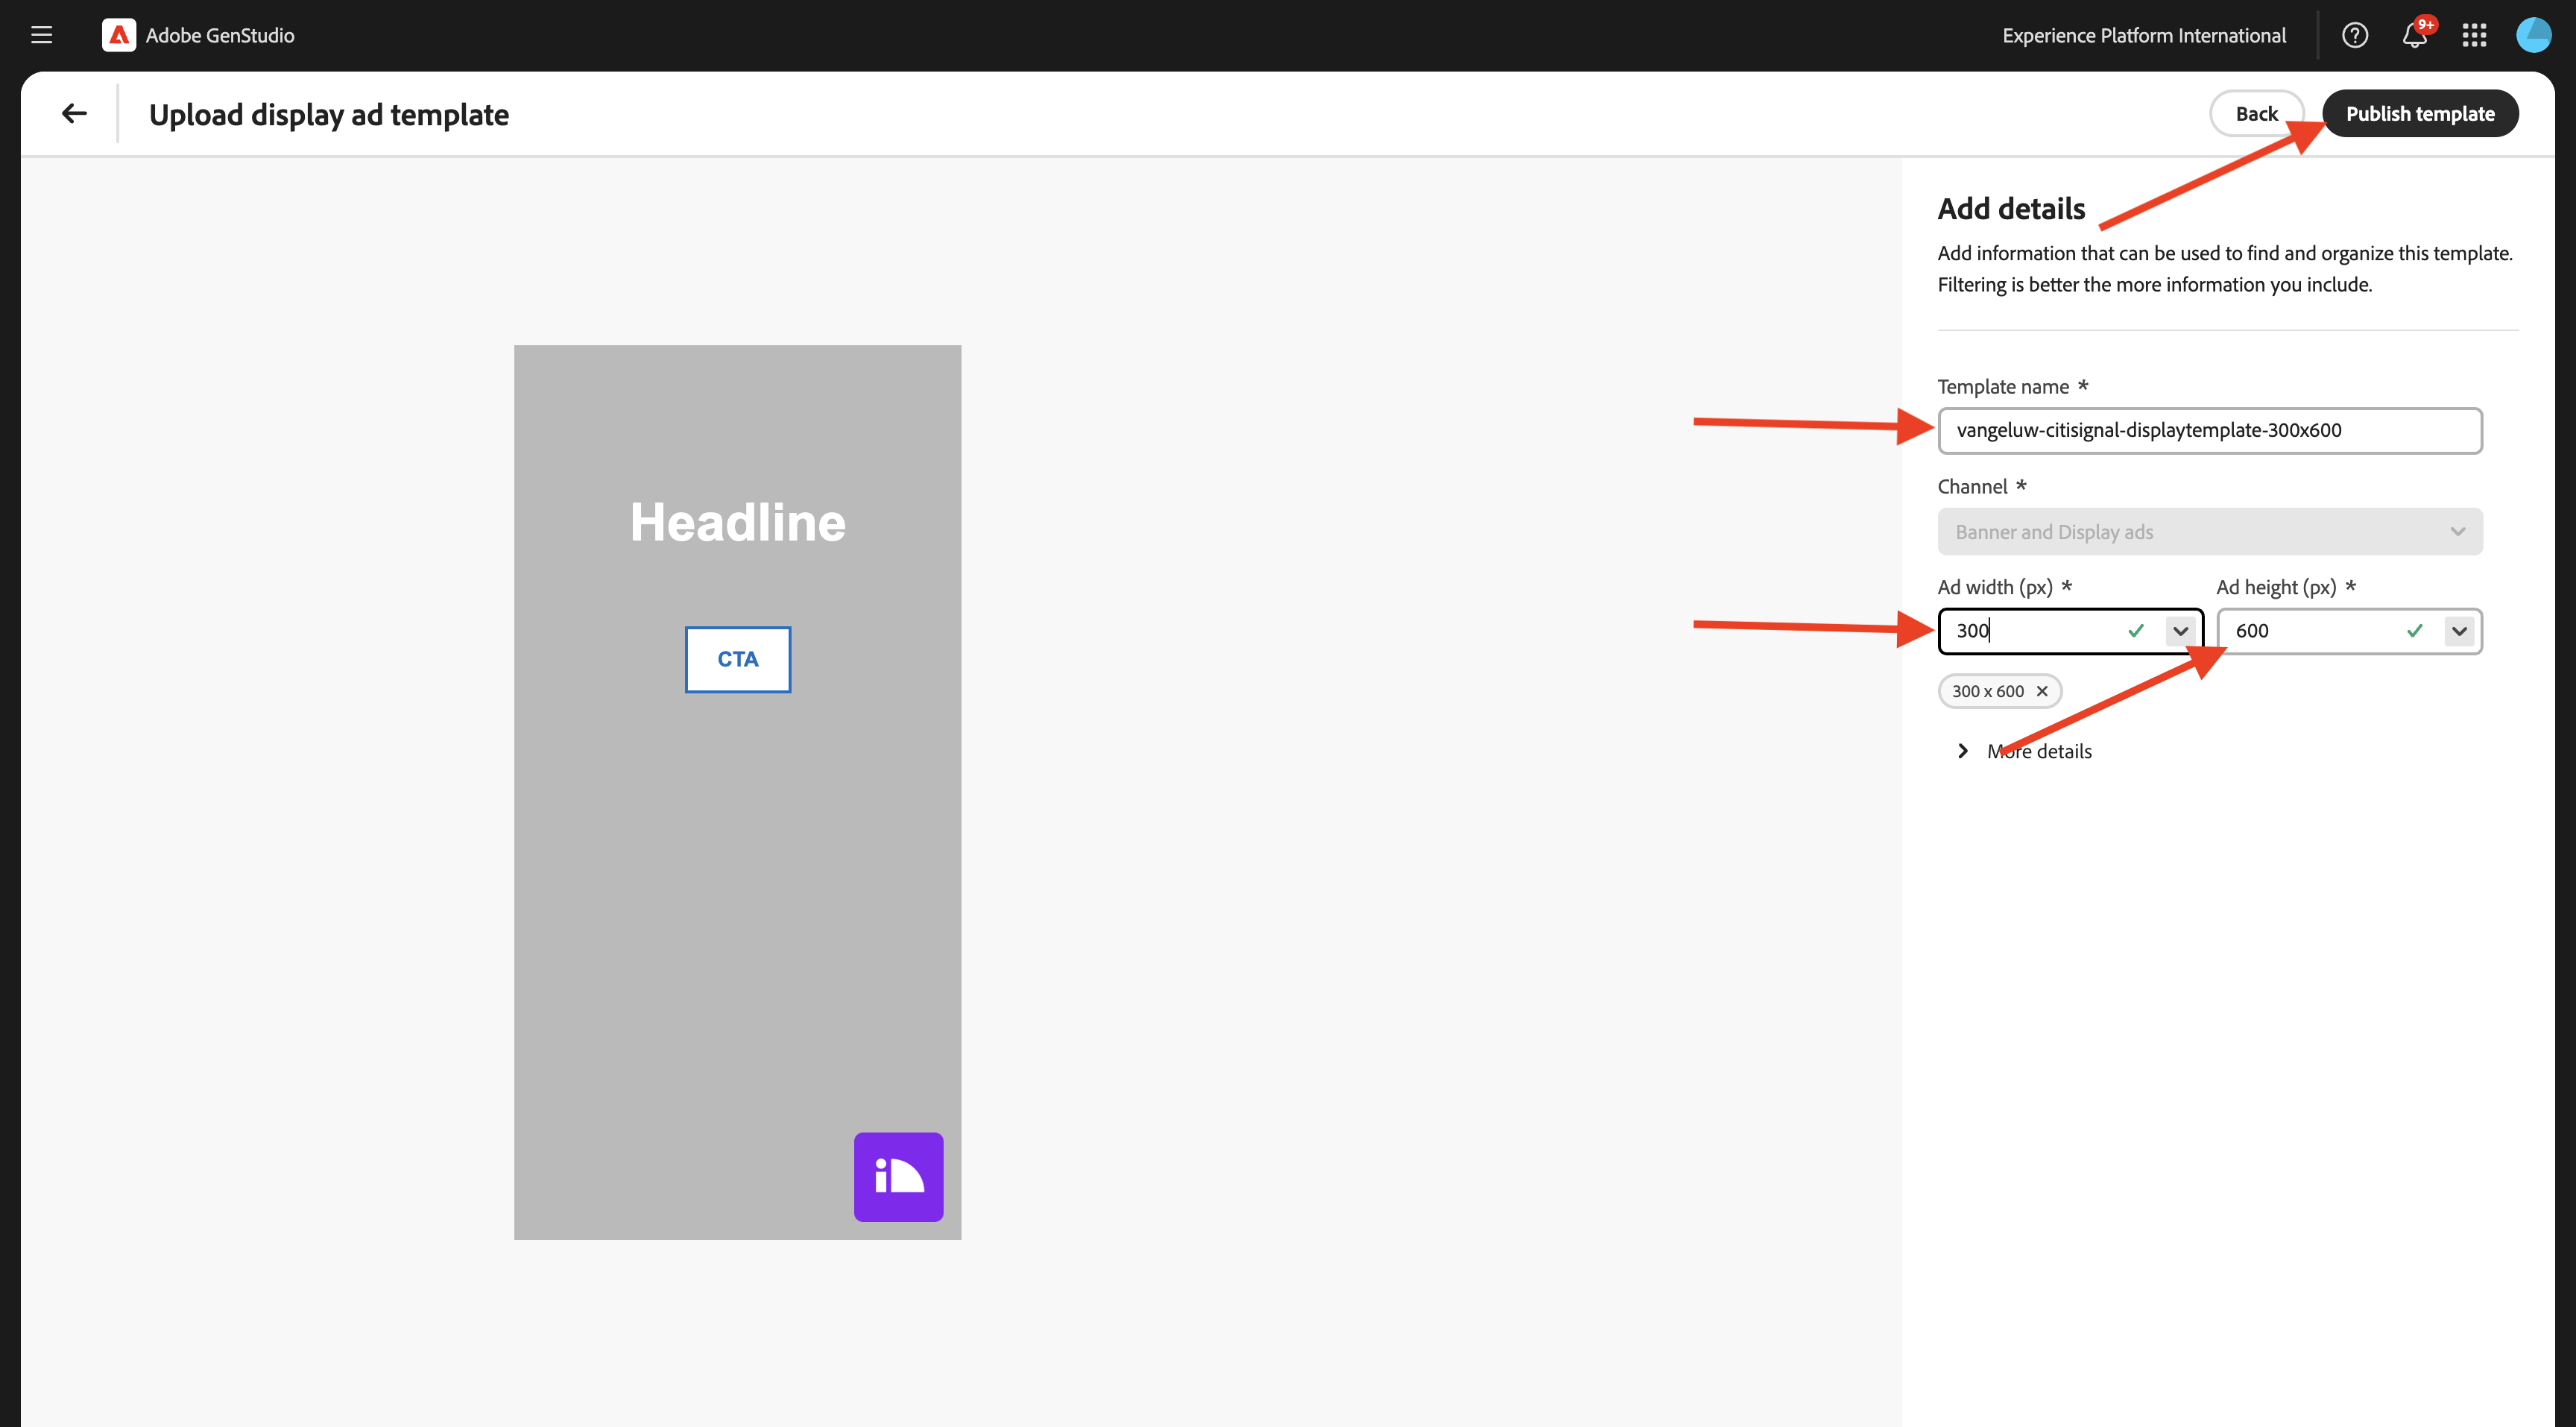 Adobe GenStudio
Experience Platform International
9+
Upload display ad template
Back
Publish template
Add details
Add information that can be used to find and organize this template.
Filtering is better the more information you include.
Template name *
vangeluw-citisignal-displaytemplate-300x600
Channel *
Banner and Display ads
Ad width (px) *
Ad height (px) *
300
600
300 x 600
More details
Headline
CTA